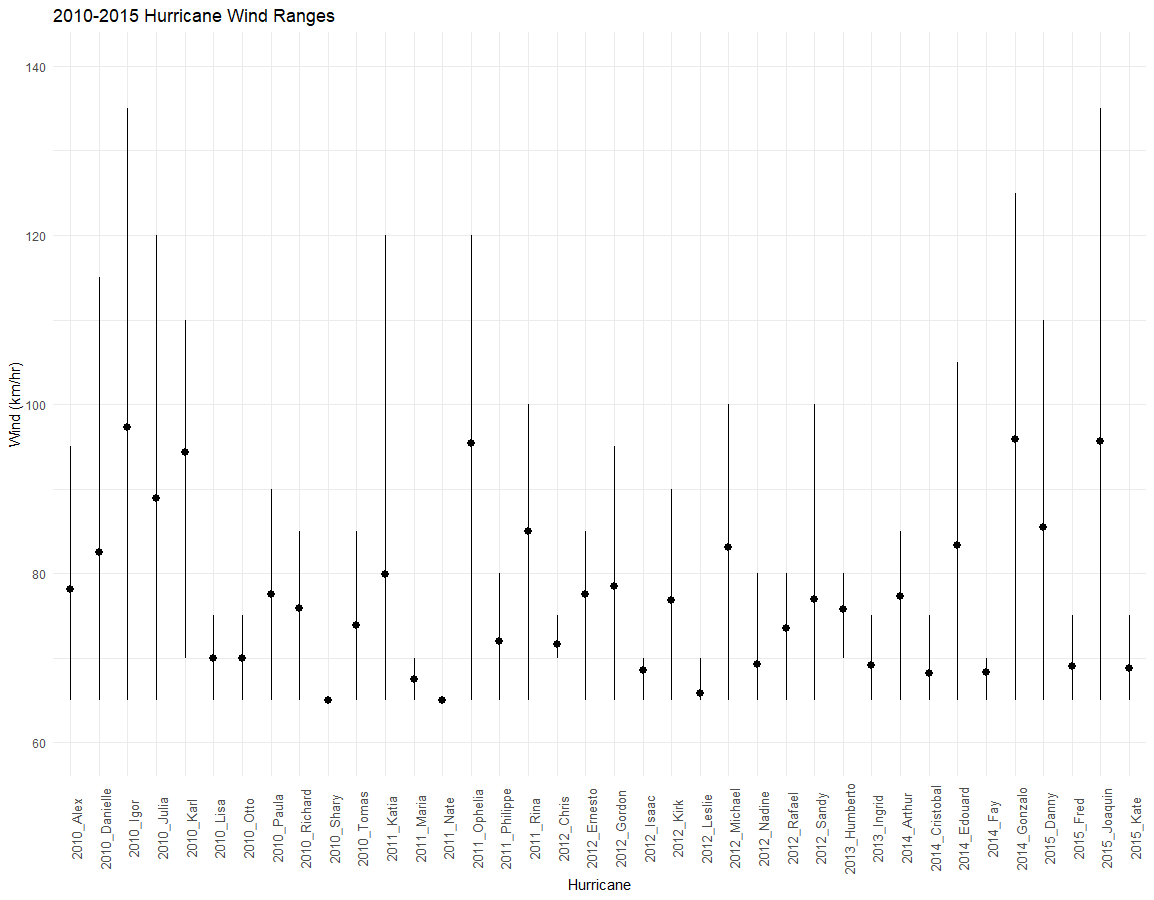 2010-2015 Hurricane Wind Ranges
140
120
100
80
60
Wind (km/hr)
2010_Alex
2010_Danielle
2010_Igor
2010_Julia
2010_Karl
2010_Lisa
2010_Otto
2010_Paula
2010_Richard
2010_Shary
2010_Tomas
2011_Katia
2011_Maria
2011_Nate
2011_Ophelia
2011_Philippe
2011_Rina
2012_Chris
2012_Ernesto
2012_Gordon
2012_Isaac
2012_Kirk
2012_Leslie
2012_Michael
2012_Nadine
2012_Rafael
2012_Sandy
2013_Humberto
2013_Ingrid
2014_Arthur
2014_Cristobal
2014_Edouard
2014_Fay
2014_Gonzalo
2015_Danny
2015_Fred
2015_Joaquin
2015_Kate
Hurricane